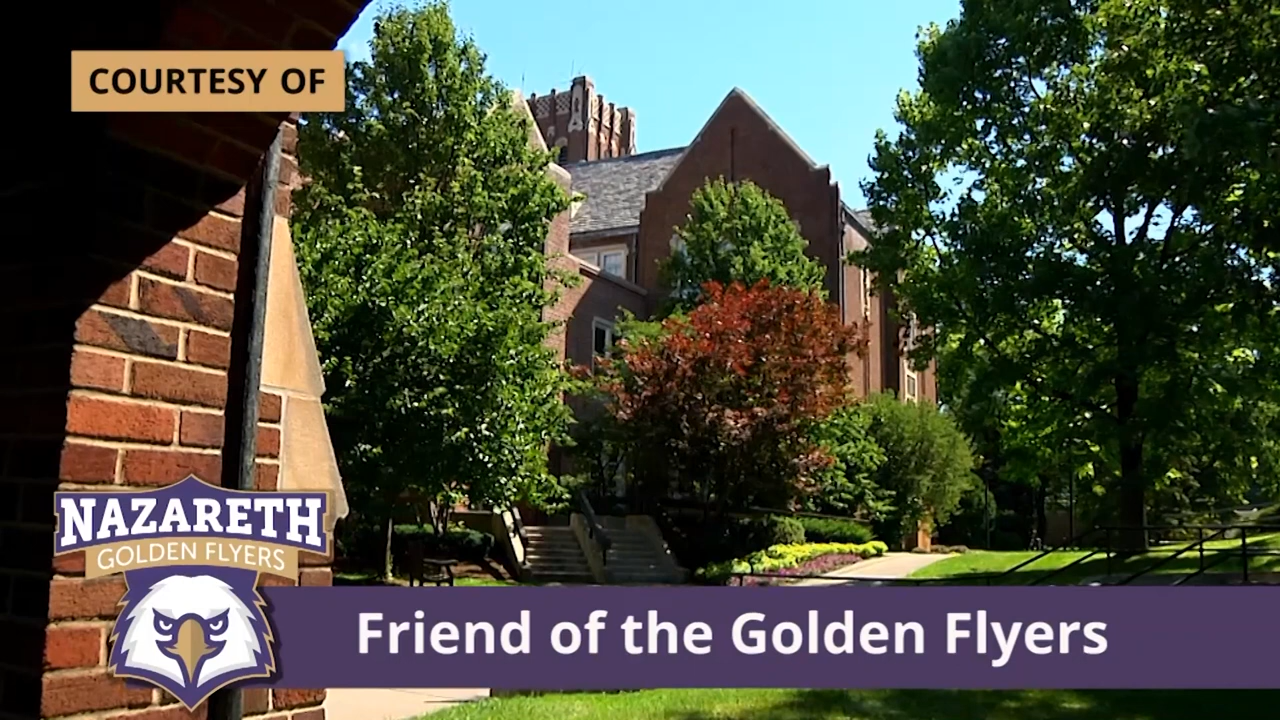 COURTESY OF
NAZARETH
GOLDEN FLYERS
Friend of the Golden Flyers